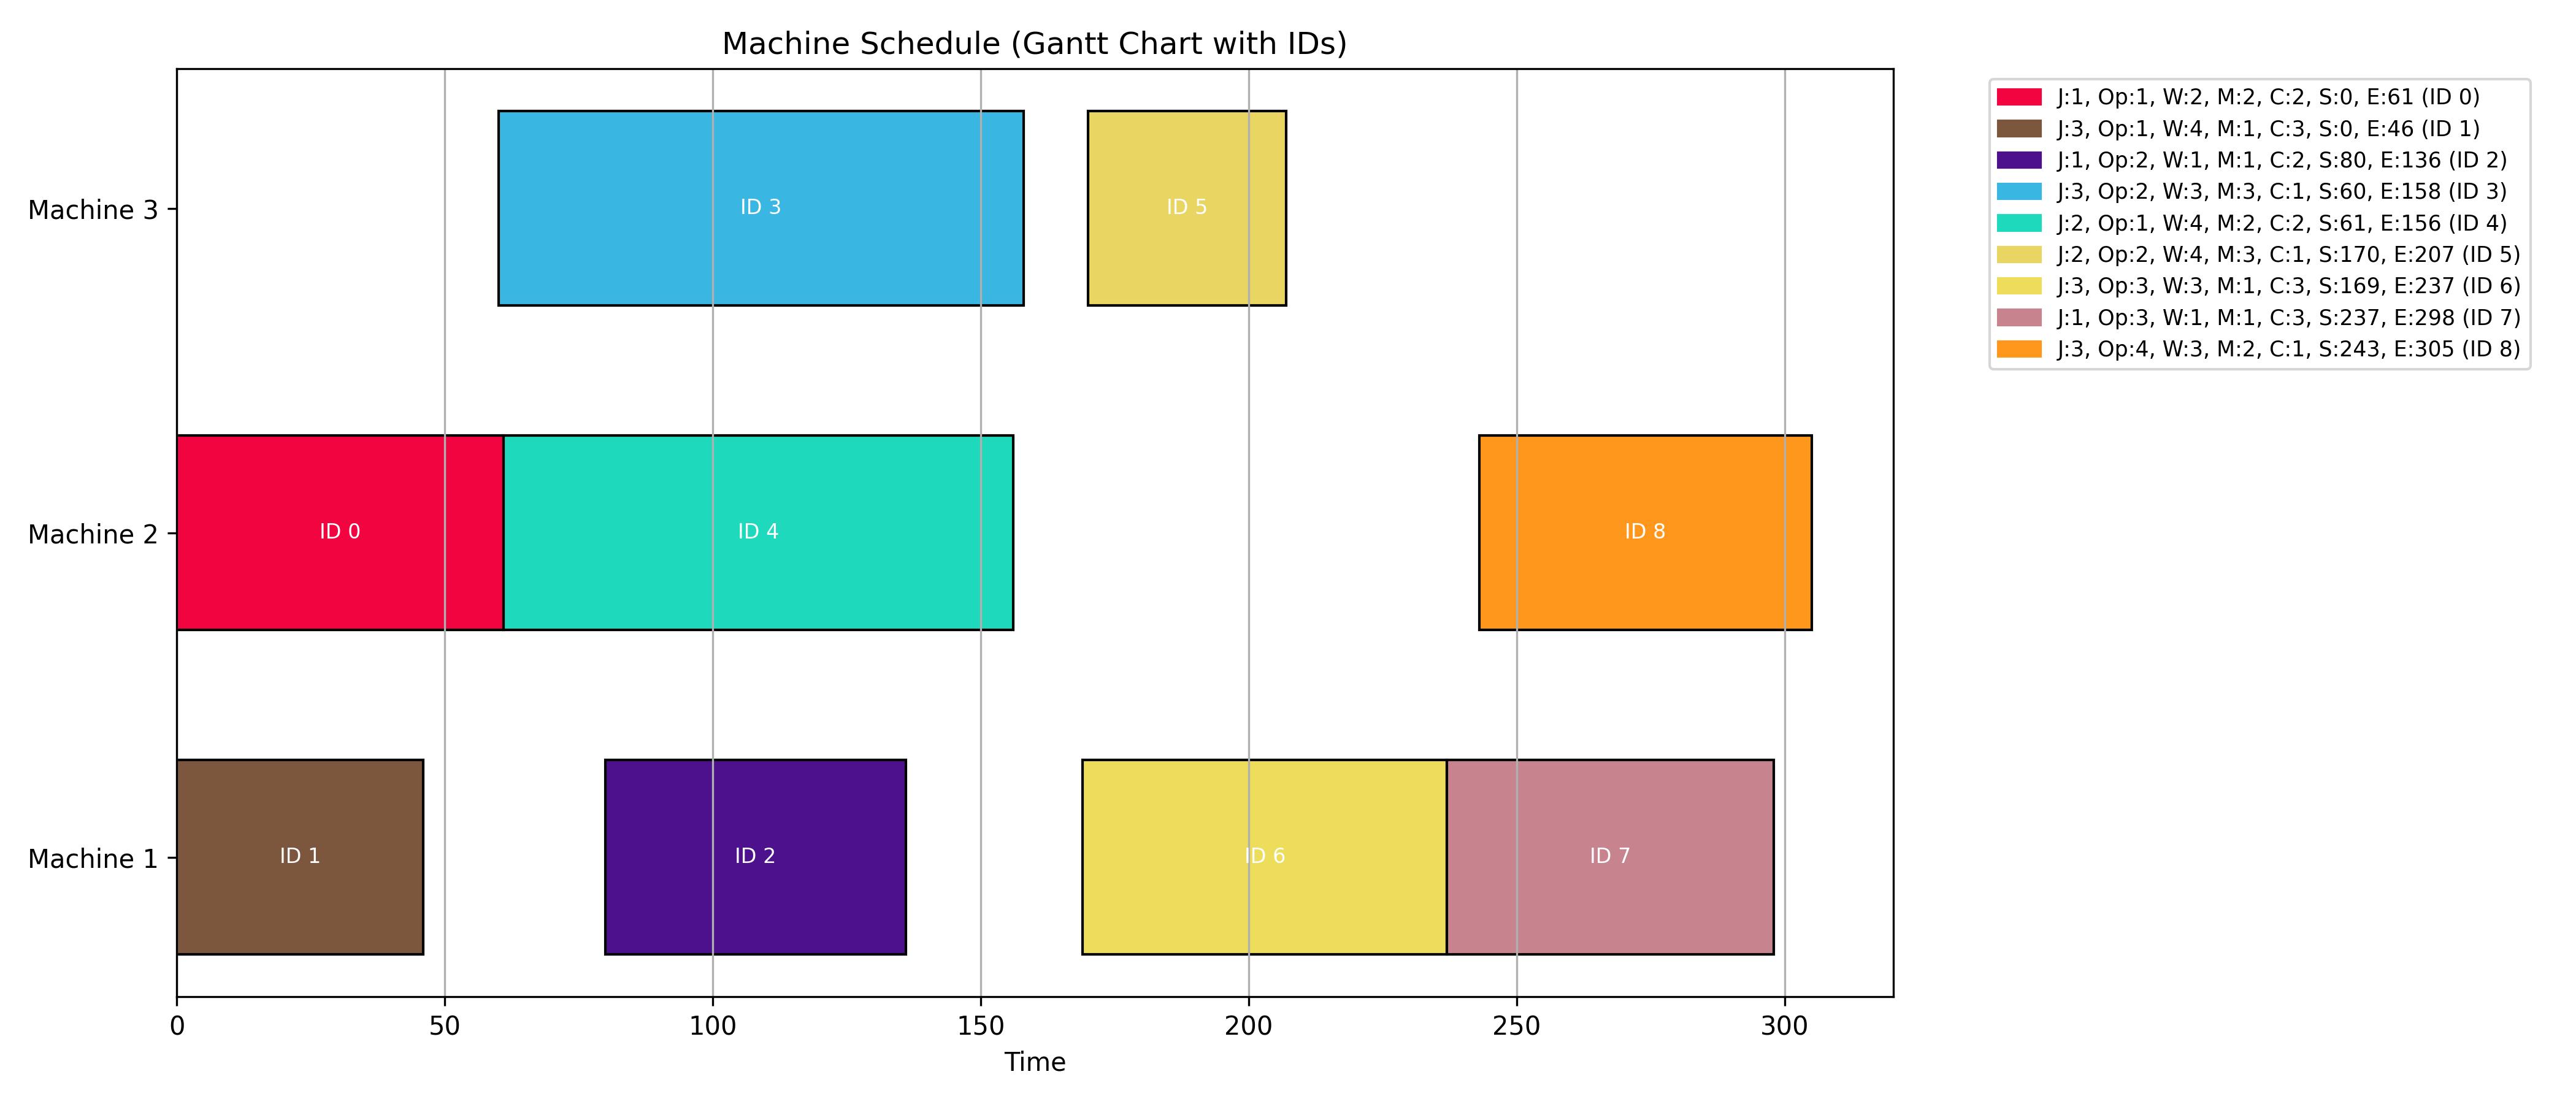 Machine Schedule (Gantt Chart with IDs)
J:1, Op:1, W:2, M:2, C:2, S:0, E:61 (ID 0)
J:3, Op:1, W:4, M:1, C:3, S:0, E:46 (ID 1)
J:1, Op:2, W:1, M:1, C:2, S:80, E:136 (ID 2)
J:3, Op:2, W:3, M:3, C:1, S:60, E:158 (ID 3)
J:2, Op:1, W:4, M:2, C:2, S:61, E:156 (ID 4)
J:2, Op:2, W:4, M:3, C:1, S:170, E:207 (ID 5)
J:3, Op:3, W:3, M:1, C:3, S:169, E:237 (ID 6)
J:1, Op:3, W:1, M:1, C:3, S:237, E:298 (ID 7)
J:3, Op:4, W:3, M:2, C:1, S:243, E:305 (ID 8)
Machine 3
ID 3
ID 5
Machine 2
ID 0
ID 4
ID 8
Machine 1
ID 1
ID 2
ID 6
ID 7
0 50 100 150 200 250 300
Time